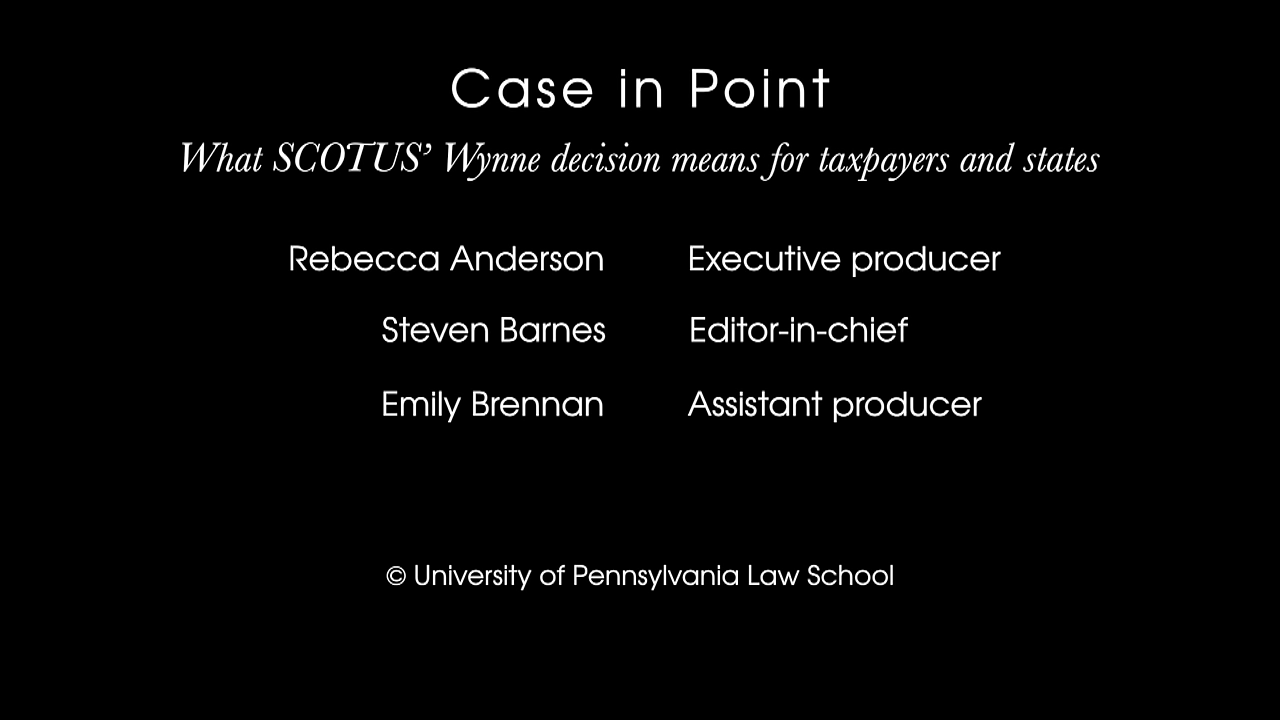 Case in Point
What SCOTUS’ Wynne decision means for taxpayers and states
Rebecca Anderson Executive producer
Steven Barnes Editor-in-chief
Emily Brennan Assistant producer
© University of Pennsylvania Law School